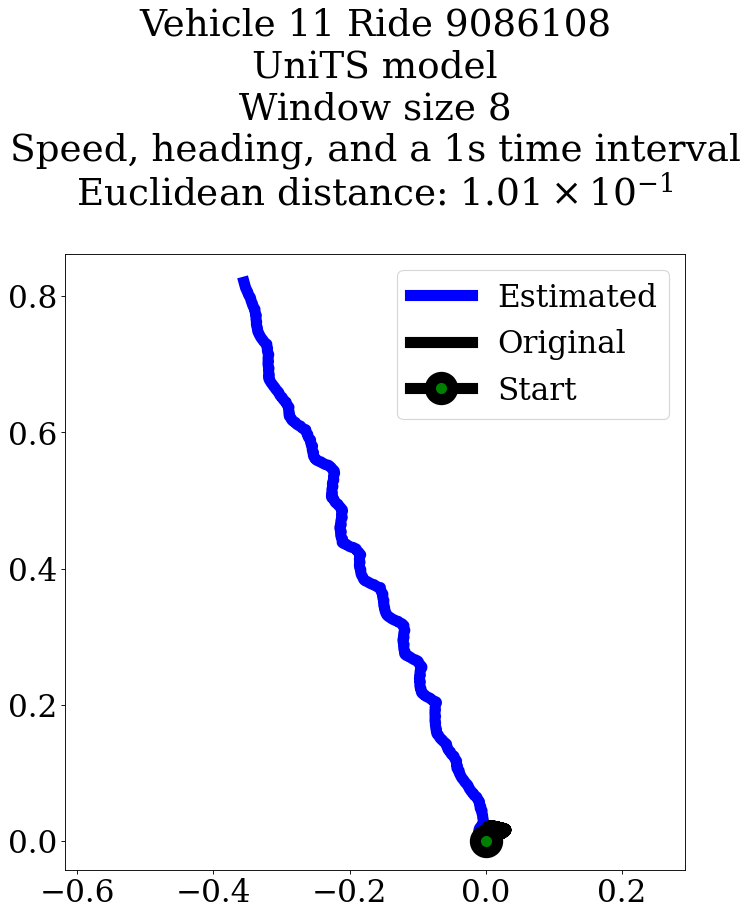 Vehicle 11 Ride 9086108
UniTS model
Window size 8
Speed, heading, and a 1s time interval
Euclidean distance: 1.01 × 10⁻¹
Estimated
Original
Start
0.8
0.6
0.4
0.2
0.0
−0.6 −0.4 −0.2 0.0 0.2